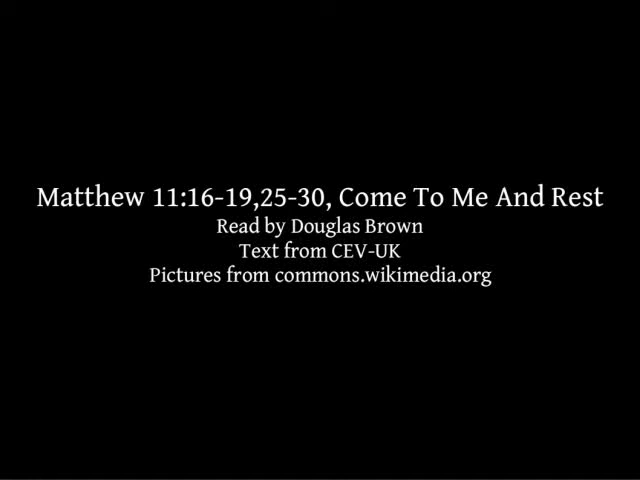 Matthew 11:16-19,25-30, Come To Me And Rest
Read by Douglas Brown
Text from CEV-UK
Pictures from commons.wikimedia.org